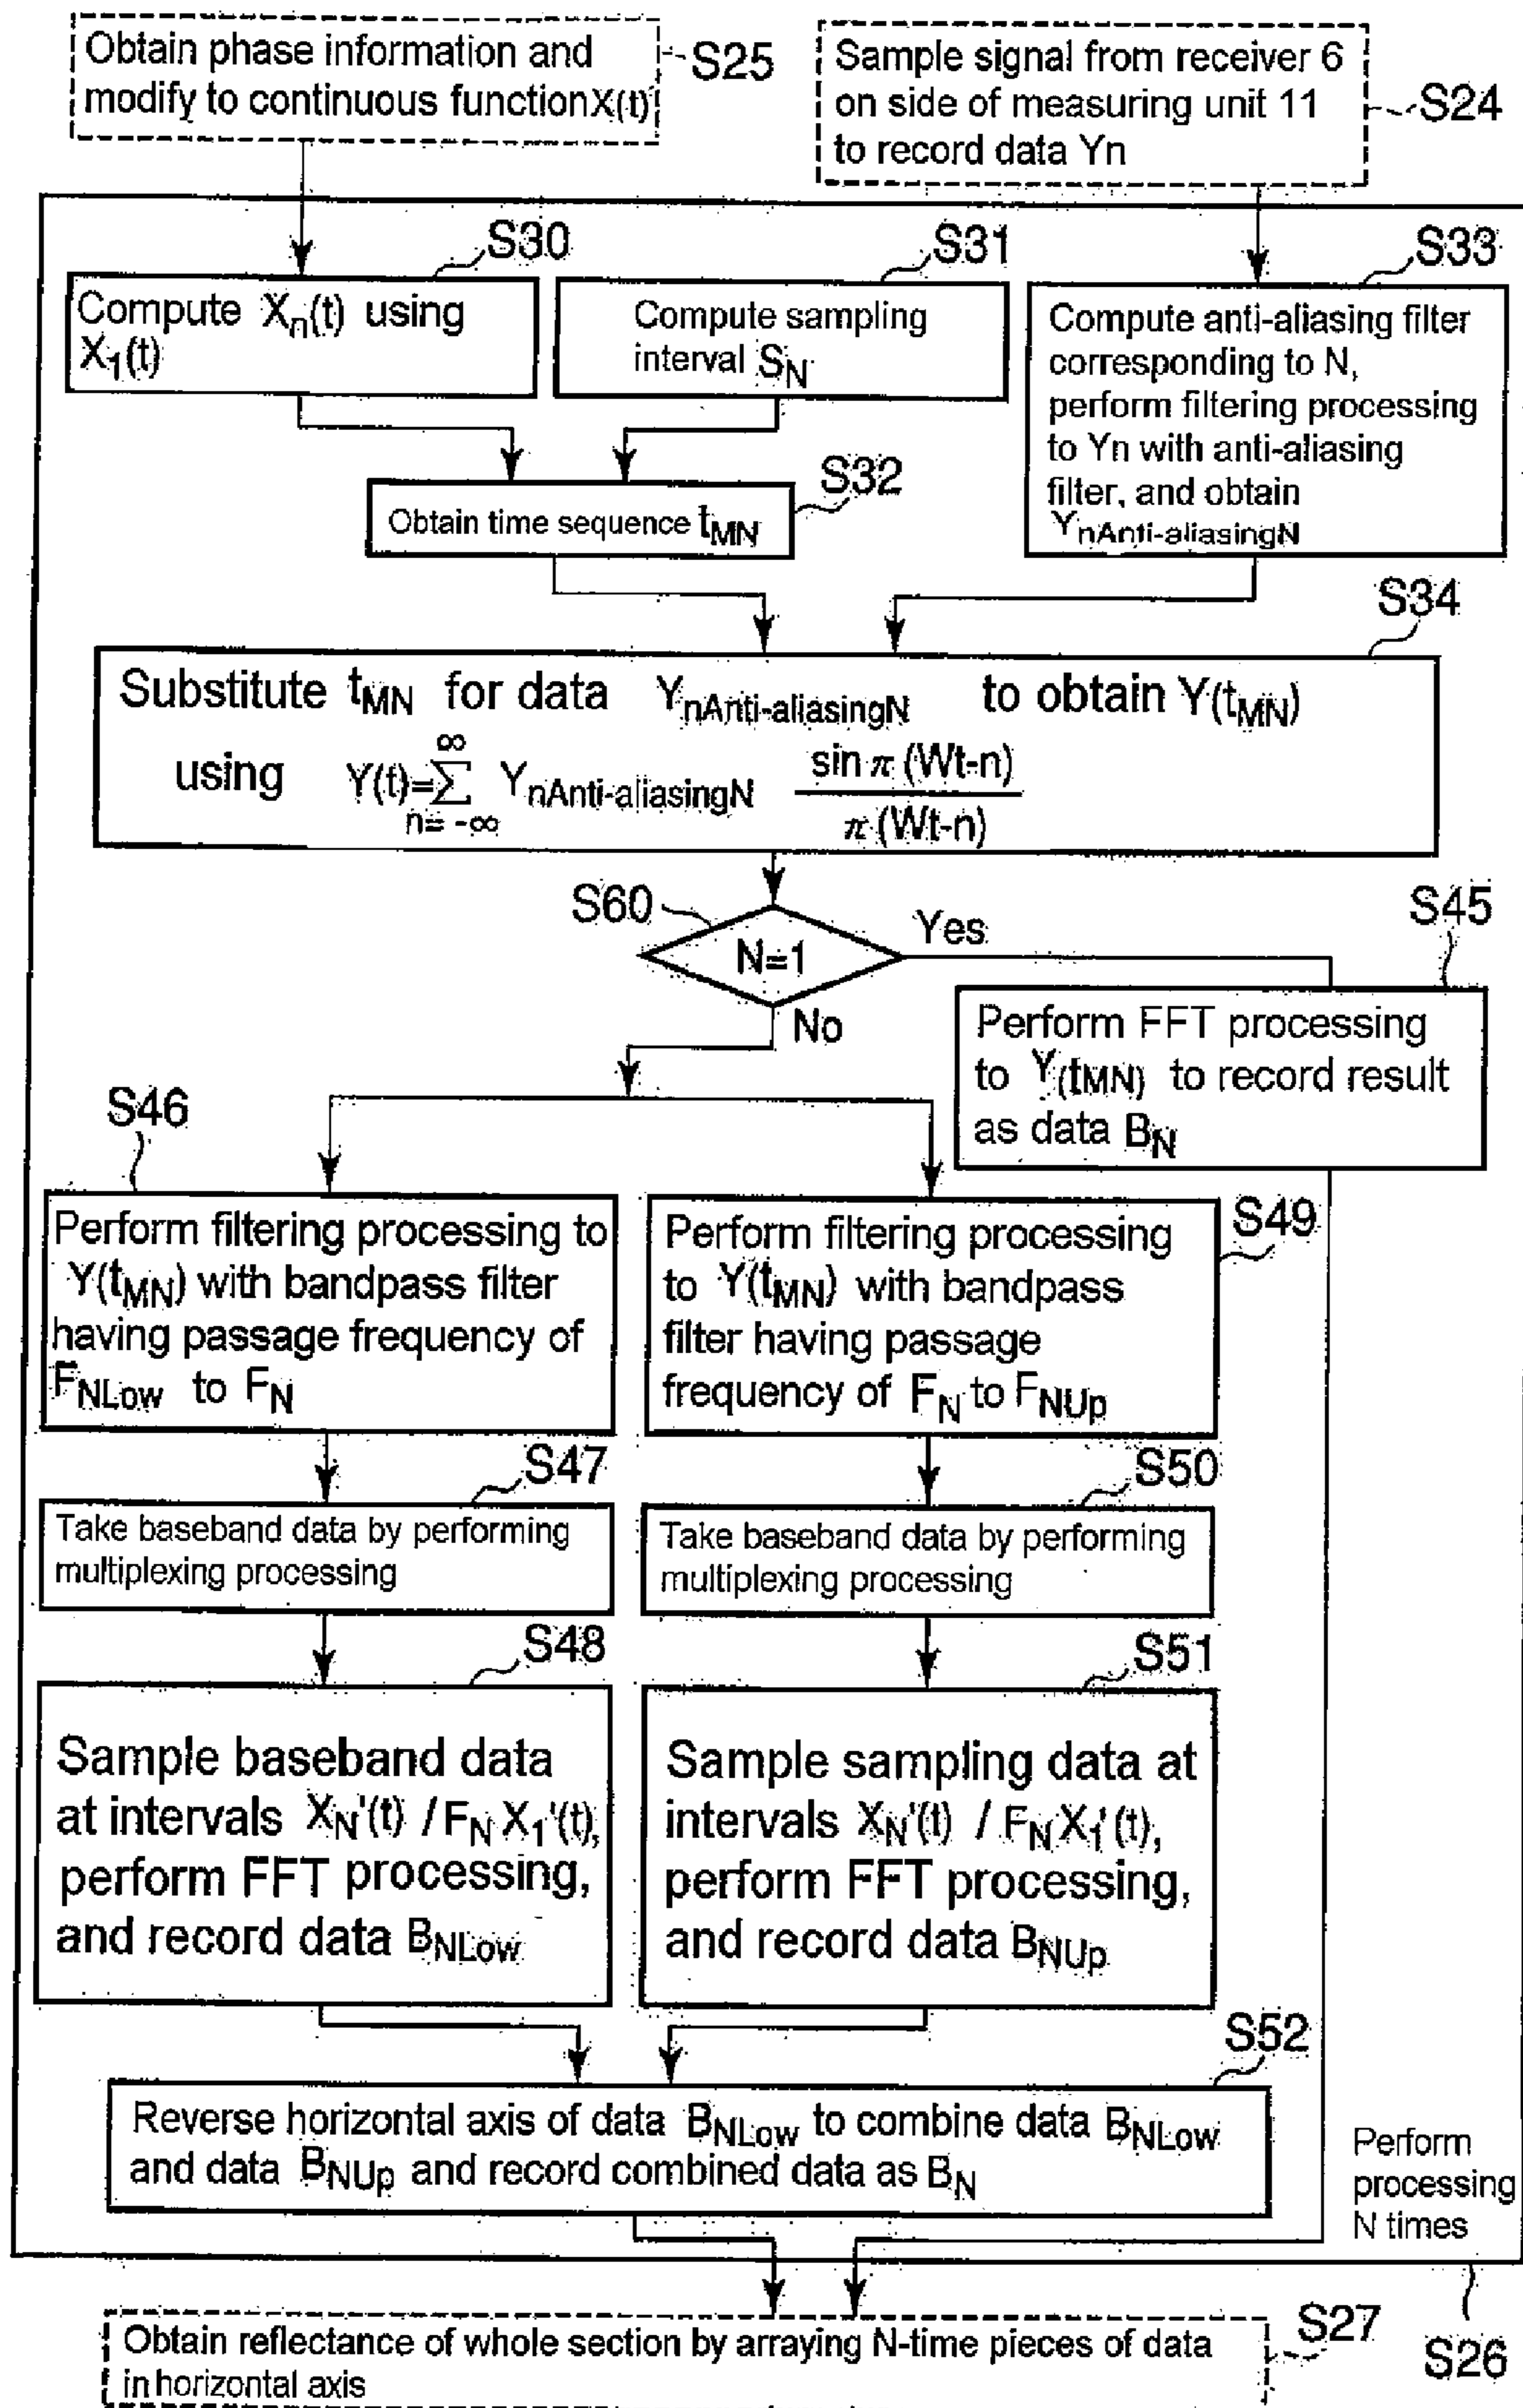 Obtain phase information and
modify to continuous function X(t)
S25
Sample signal from receiver 6
on side of measuring unit 11
to record data Yn
S24
S30
Compute Xn(t) using
X1(t)
S31
Compute sampling
interval SN
S33
Compute anti-aliasing filter
corresponding to N,
perform filtering processing
to Yn with anti-aliasing
filter, and obtain
YnAnti-aliasingN
S32
Obtain time sequence tMN
S34
Substitute tMN for data YnAnti-aliasingN to obtain Y(tMN)
using Y(t)=∑n=-∞∞ YnAnti-aliasingN sin π (Wt-n) / π (Wt-n)
S60
N=1
Yes
No
S45
Perform FFT processing
to Y(tMN) to record result
as data BN
S46
Perform filtering processing to
Y(tMN) with bandpass filter
having passage frequency of
FNLow to FN
S49
Perform filtering processing
to Y(tMN) with bandpass
filter having passage
frequency of FN to FNUp
S47
Take baseband data by performing
multiplexing processing
S50
Take baseband data by performing
multiplexing processing
S48
Sample baseband data
at intervals XN'(t) / FN X1'(t),
perform FFT processing,
and record data BNLow
S51
Sample sampling data at
intervals XN'(t) / FN X1'(t),
perform FFT processing,
and record data BNUp
S52
Reverse horizontal axis of data BNLow to combine data BNLow
and data BNUp and record combined data as BN
Perform
processing
N times
S26
S27
Obtain reflectance of whole section by arraying N-time pieces of data
in horizontal axis